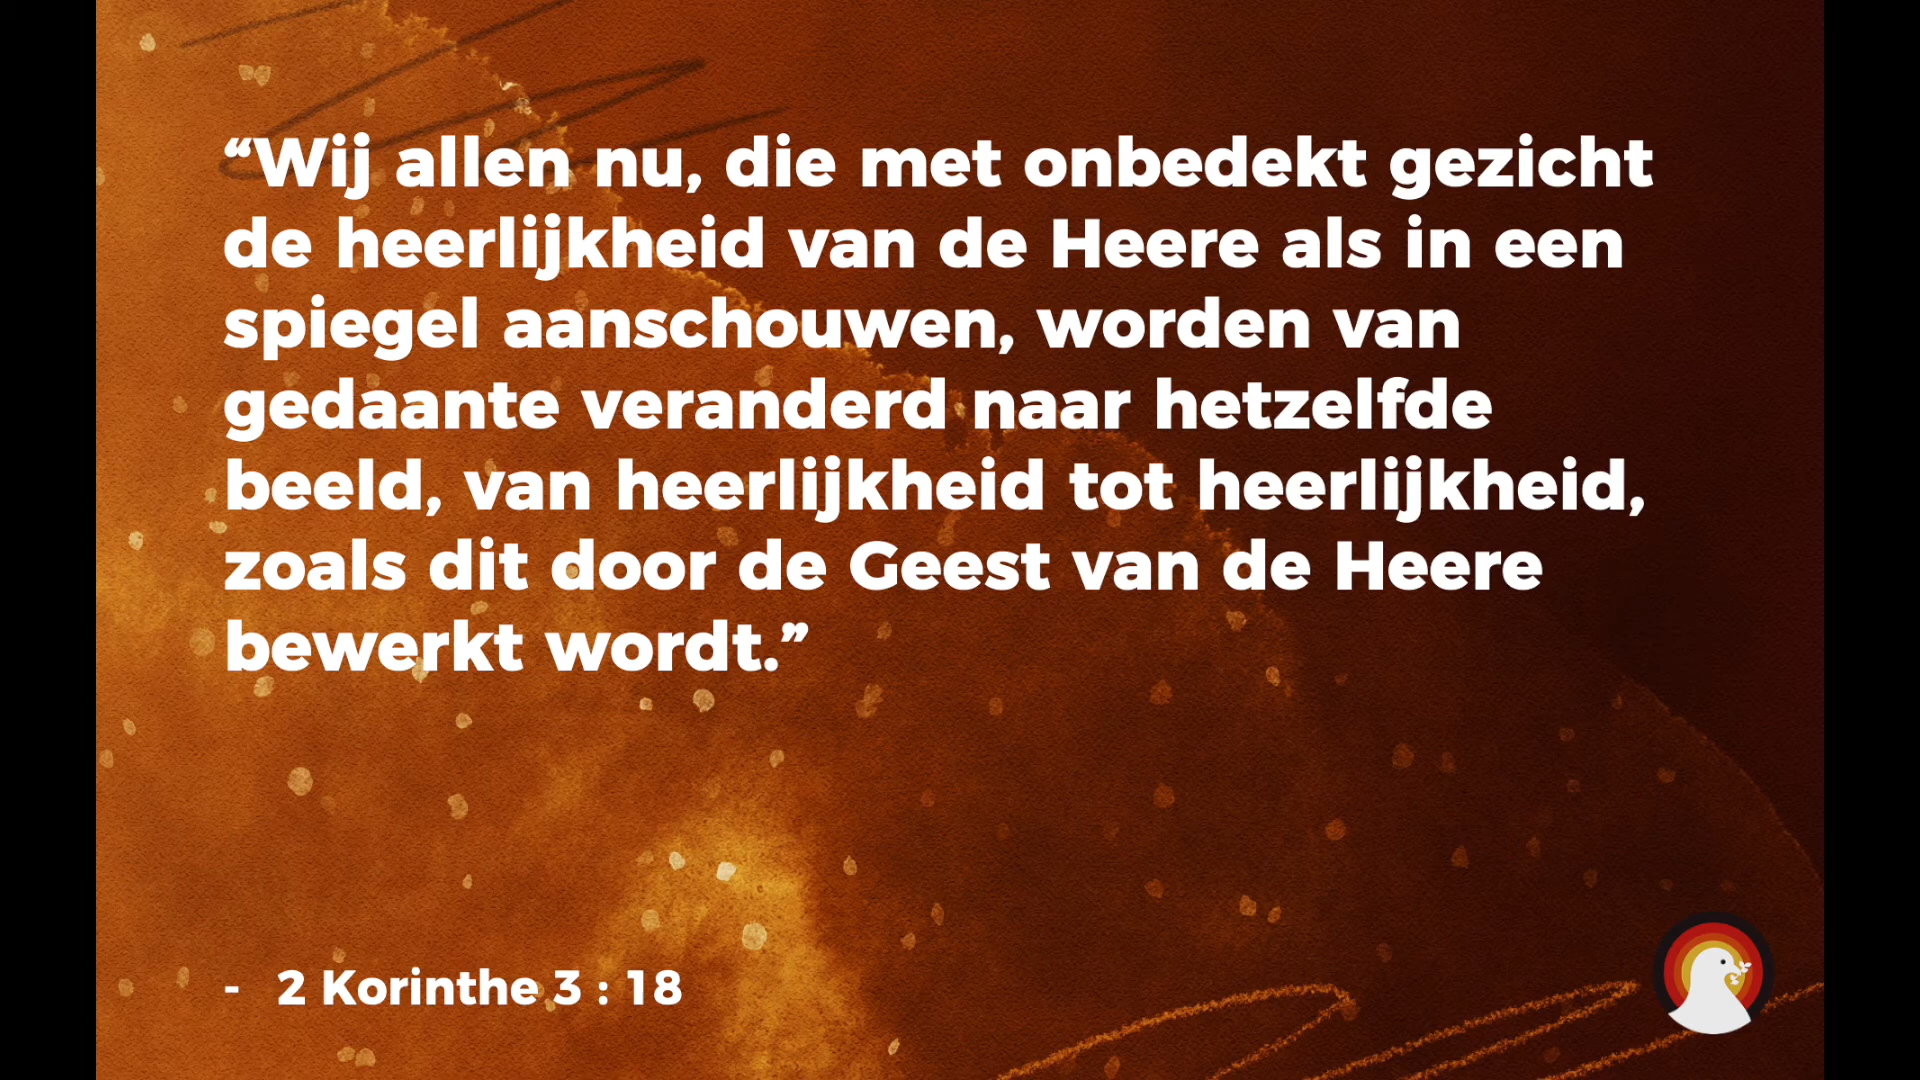 “Wij allen nu, die met onbedekt gezicht
de heerlijkheid van de Heere als in een
spiegel aanschouwen, worden van
gedaante veranderd naar hetzelfde
beeld, van heerlijkheid tot heerlijkheid,
zoals dit door de Geest van de Heere
bewerkt wordt.”
- 2 Korinthe 3 : 18